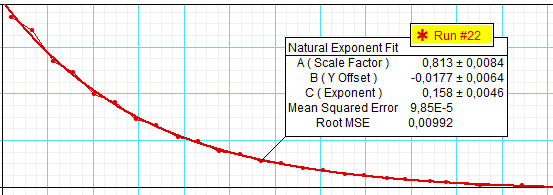 ✱ Run #22
Natural Exponent Fit
A ( Scale Factor ) 0,813 ± 0,0084
B ( Y Offset ) -0,0177 ± 0,0064
C ( Exponent ) 0,158 ± 0,0046
Mean Squared Error 9,85E-5
Root MSE 0,00992